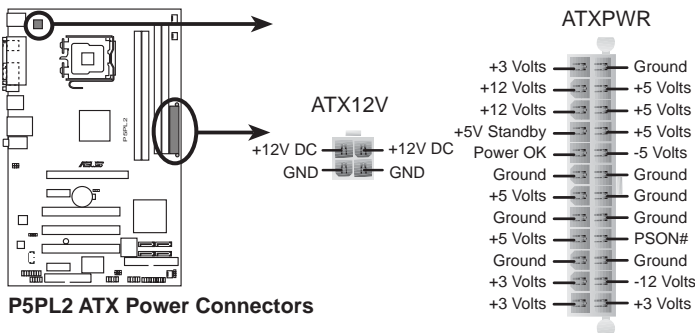 ATXPWR
+3 Volts Ground
+12 Volts +5 Volts
+12 Volts +5 Volts
+5V Standby +5 Volts
Power OK -5 Volts
Ground Ground
+5 Volts Ground
Ground Ground
+5 Volts PSON#
Ground Ground
+3 Volts -12 Volts
+3 Volts +3 Volts
ATX12V
+12V DC +12V DC
GND GND
P5PL2
ASUS
P5PL2 ATX Power Connectors